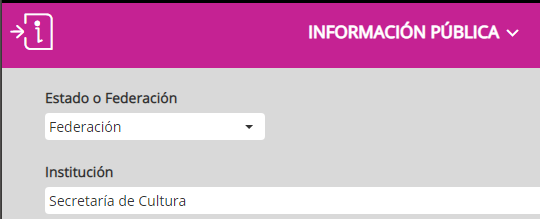 INFORMACIÓN PÚBLICA
Estado o Federación
Federación
Institución
Secretaría de Cultura